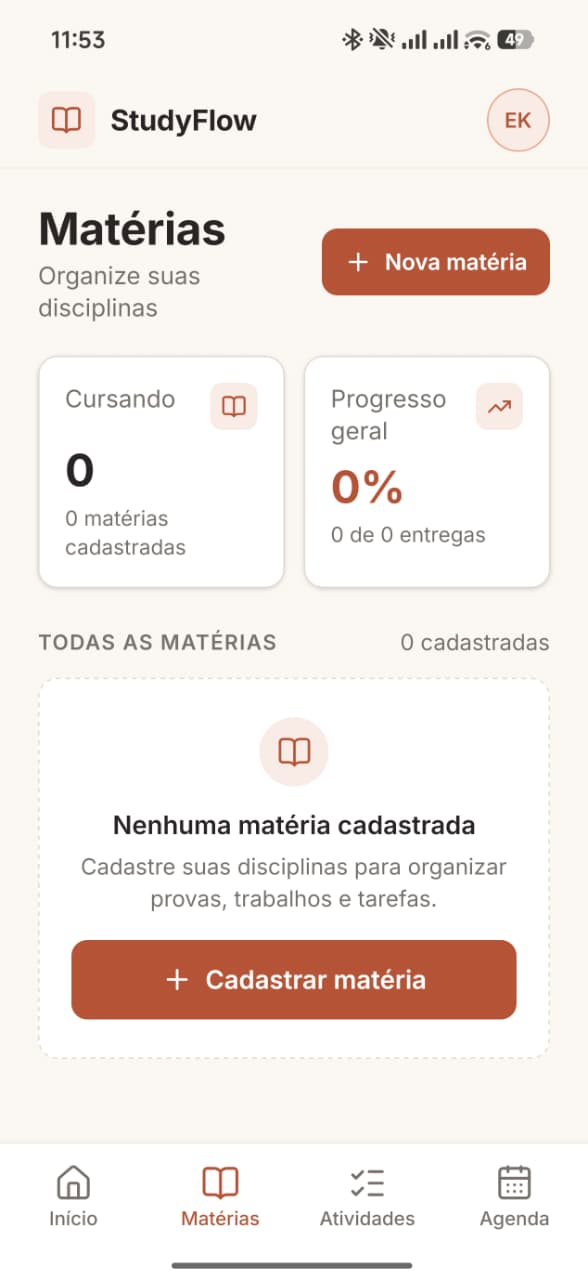 11:53
49
StudyFlow
EK
Matérias
Organize suas
disciplinas
+ Nova matéria
Cursando
0
0 matérias
cadastradas
Progresso
geral
0%
0 de 0 entregas
TODAS AS MATÉRIAS
0 cadastradas
Nenhuma matéria cadastrada
Cadastre suas disciplinas para organizar
provas, trabalhos e tarefas.
+ Cadastrar matéria
Início
Matérias
Atividades
Agenda